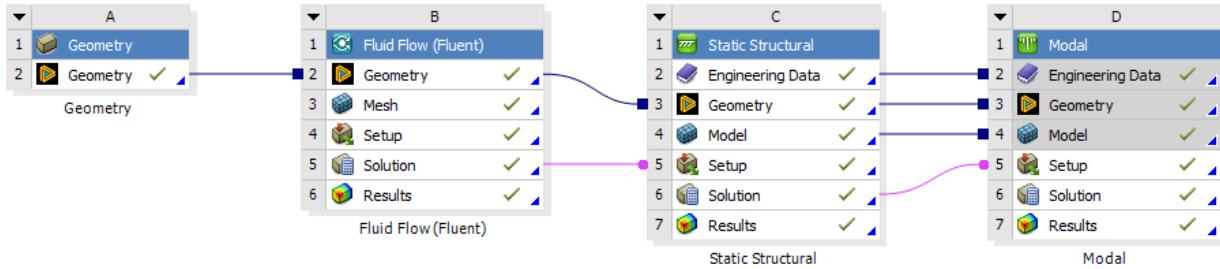 A
1 Geometry
2 Geometry
Geometry
B
1 Fluid Flow (Fluent)
2 Geometry
3 Mesh
4 Setup
5 Solution
6 Results
Fluid Flow (Fluent)
C
1 Static Structural
2 Engineering Data
3 Geometry
4 Model
5 Setup
6 Solution
7 Results
Static Structural
D
1 Modal
2 Engineering Data
3 Geometry
4 Model
5 Setup
6 Solution
7 Results
Modal